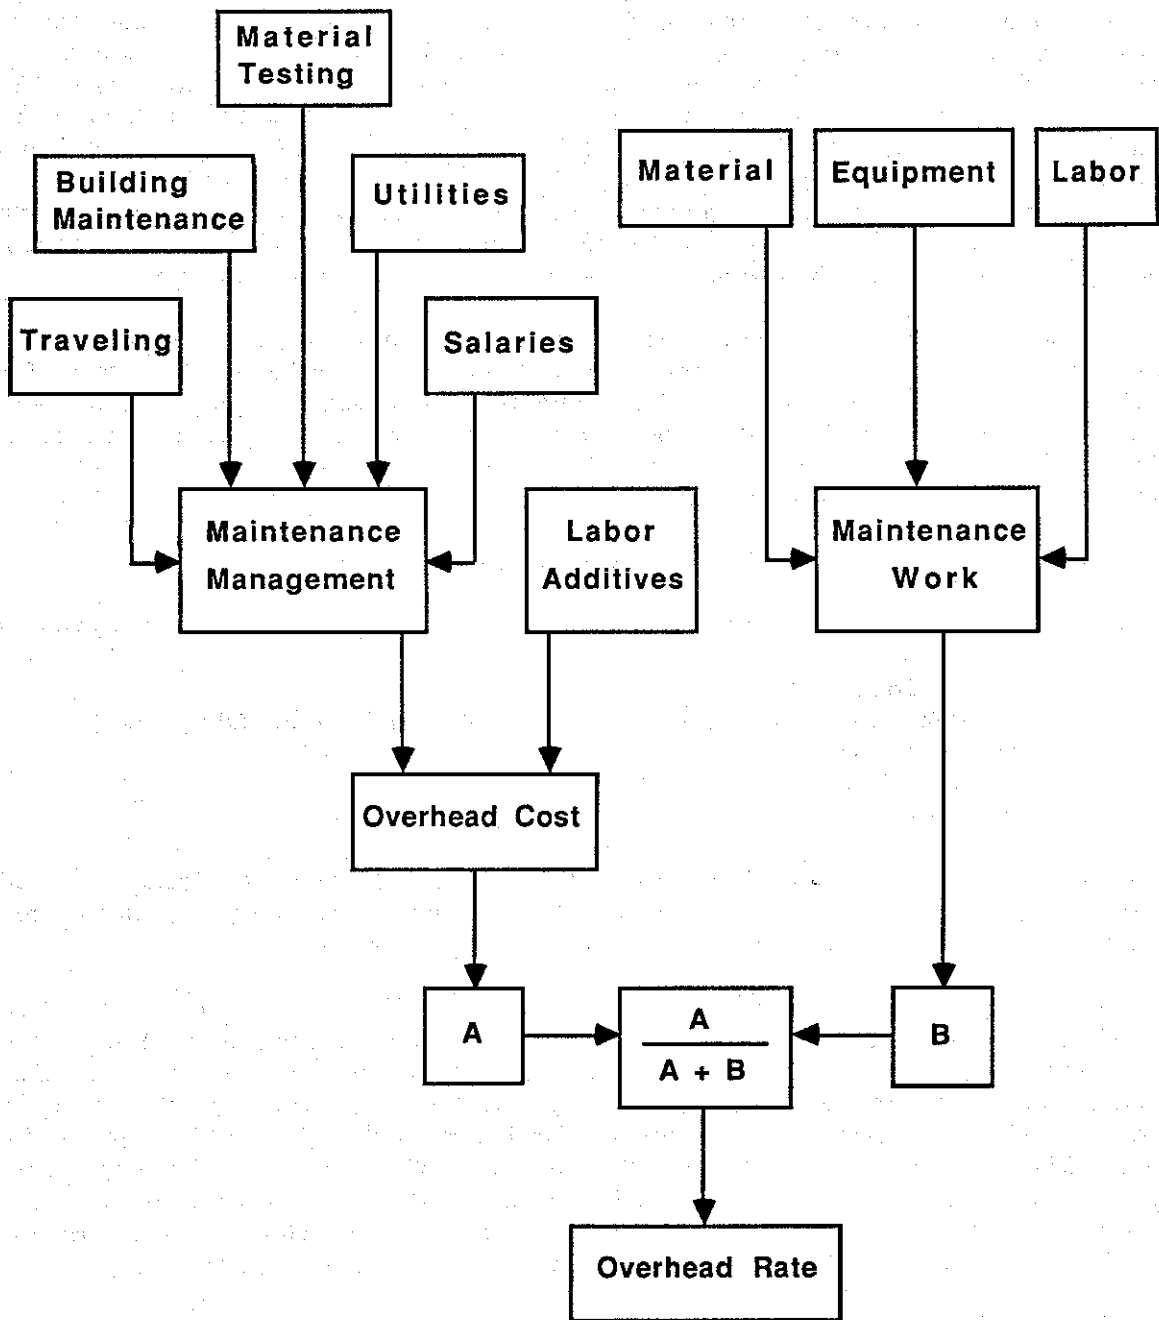 Material
Testing
Building
Maintenance
Utilities
Material
Equipment
Labor
Traveling
Salaries
Maintenance
Management
Labor
Additives
Maintenance
Work
Overhead Cost
A
A
A + B
B
Overhead Rate